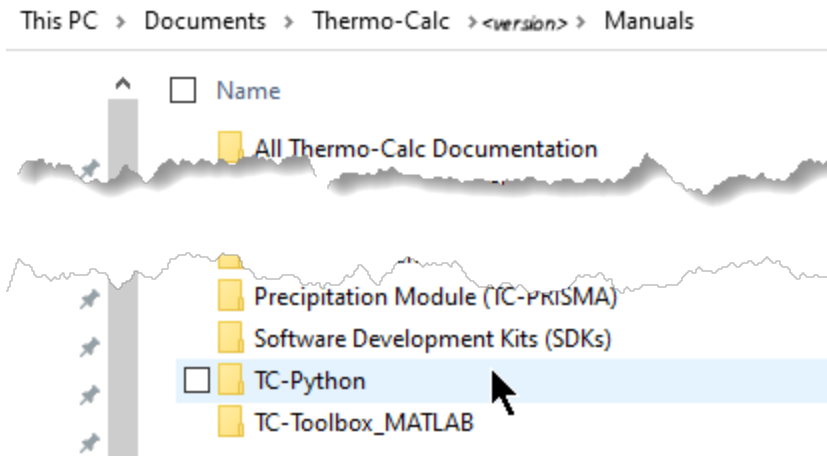 This PC > Documents > Thermo-Calc > <version> > Manuals
Name
All Thermo-Calc Documentation
Precipitation Module (TC-PRISMA)
Software Development Kits (SDKs)
TC-Python
TC-Toolbox_MATLAB